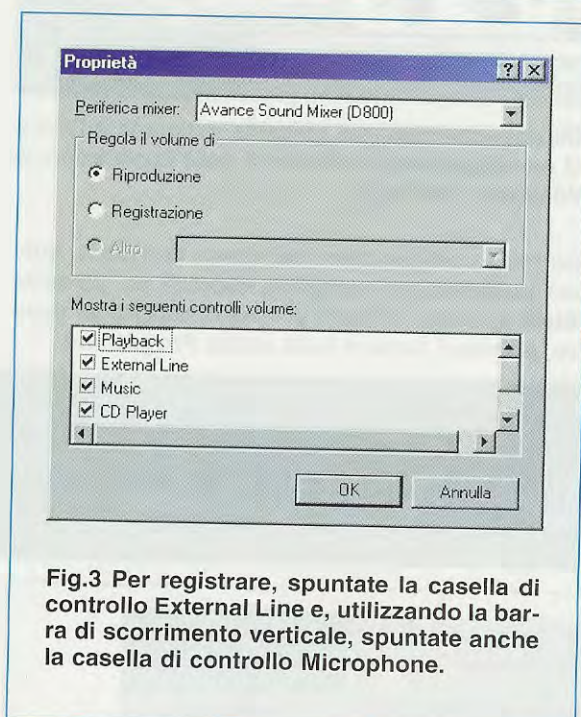 Proprietà
Periferica mixer: Avance Sound Mixer (D800)
Regola il volume di
Riproduzione
Registrazione
Altro
Mostra i seguenti controlli volume:
Playback
External Line
Music
CD Player
OK Annulla
Fig.3 Per registrare, spuntate la casella di
controllo External Line e, utilizzando la bar-
ra di scorrimento verticale, spuntate anche
la casella di controllo Microphone.